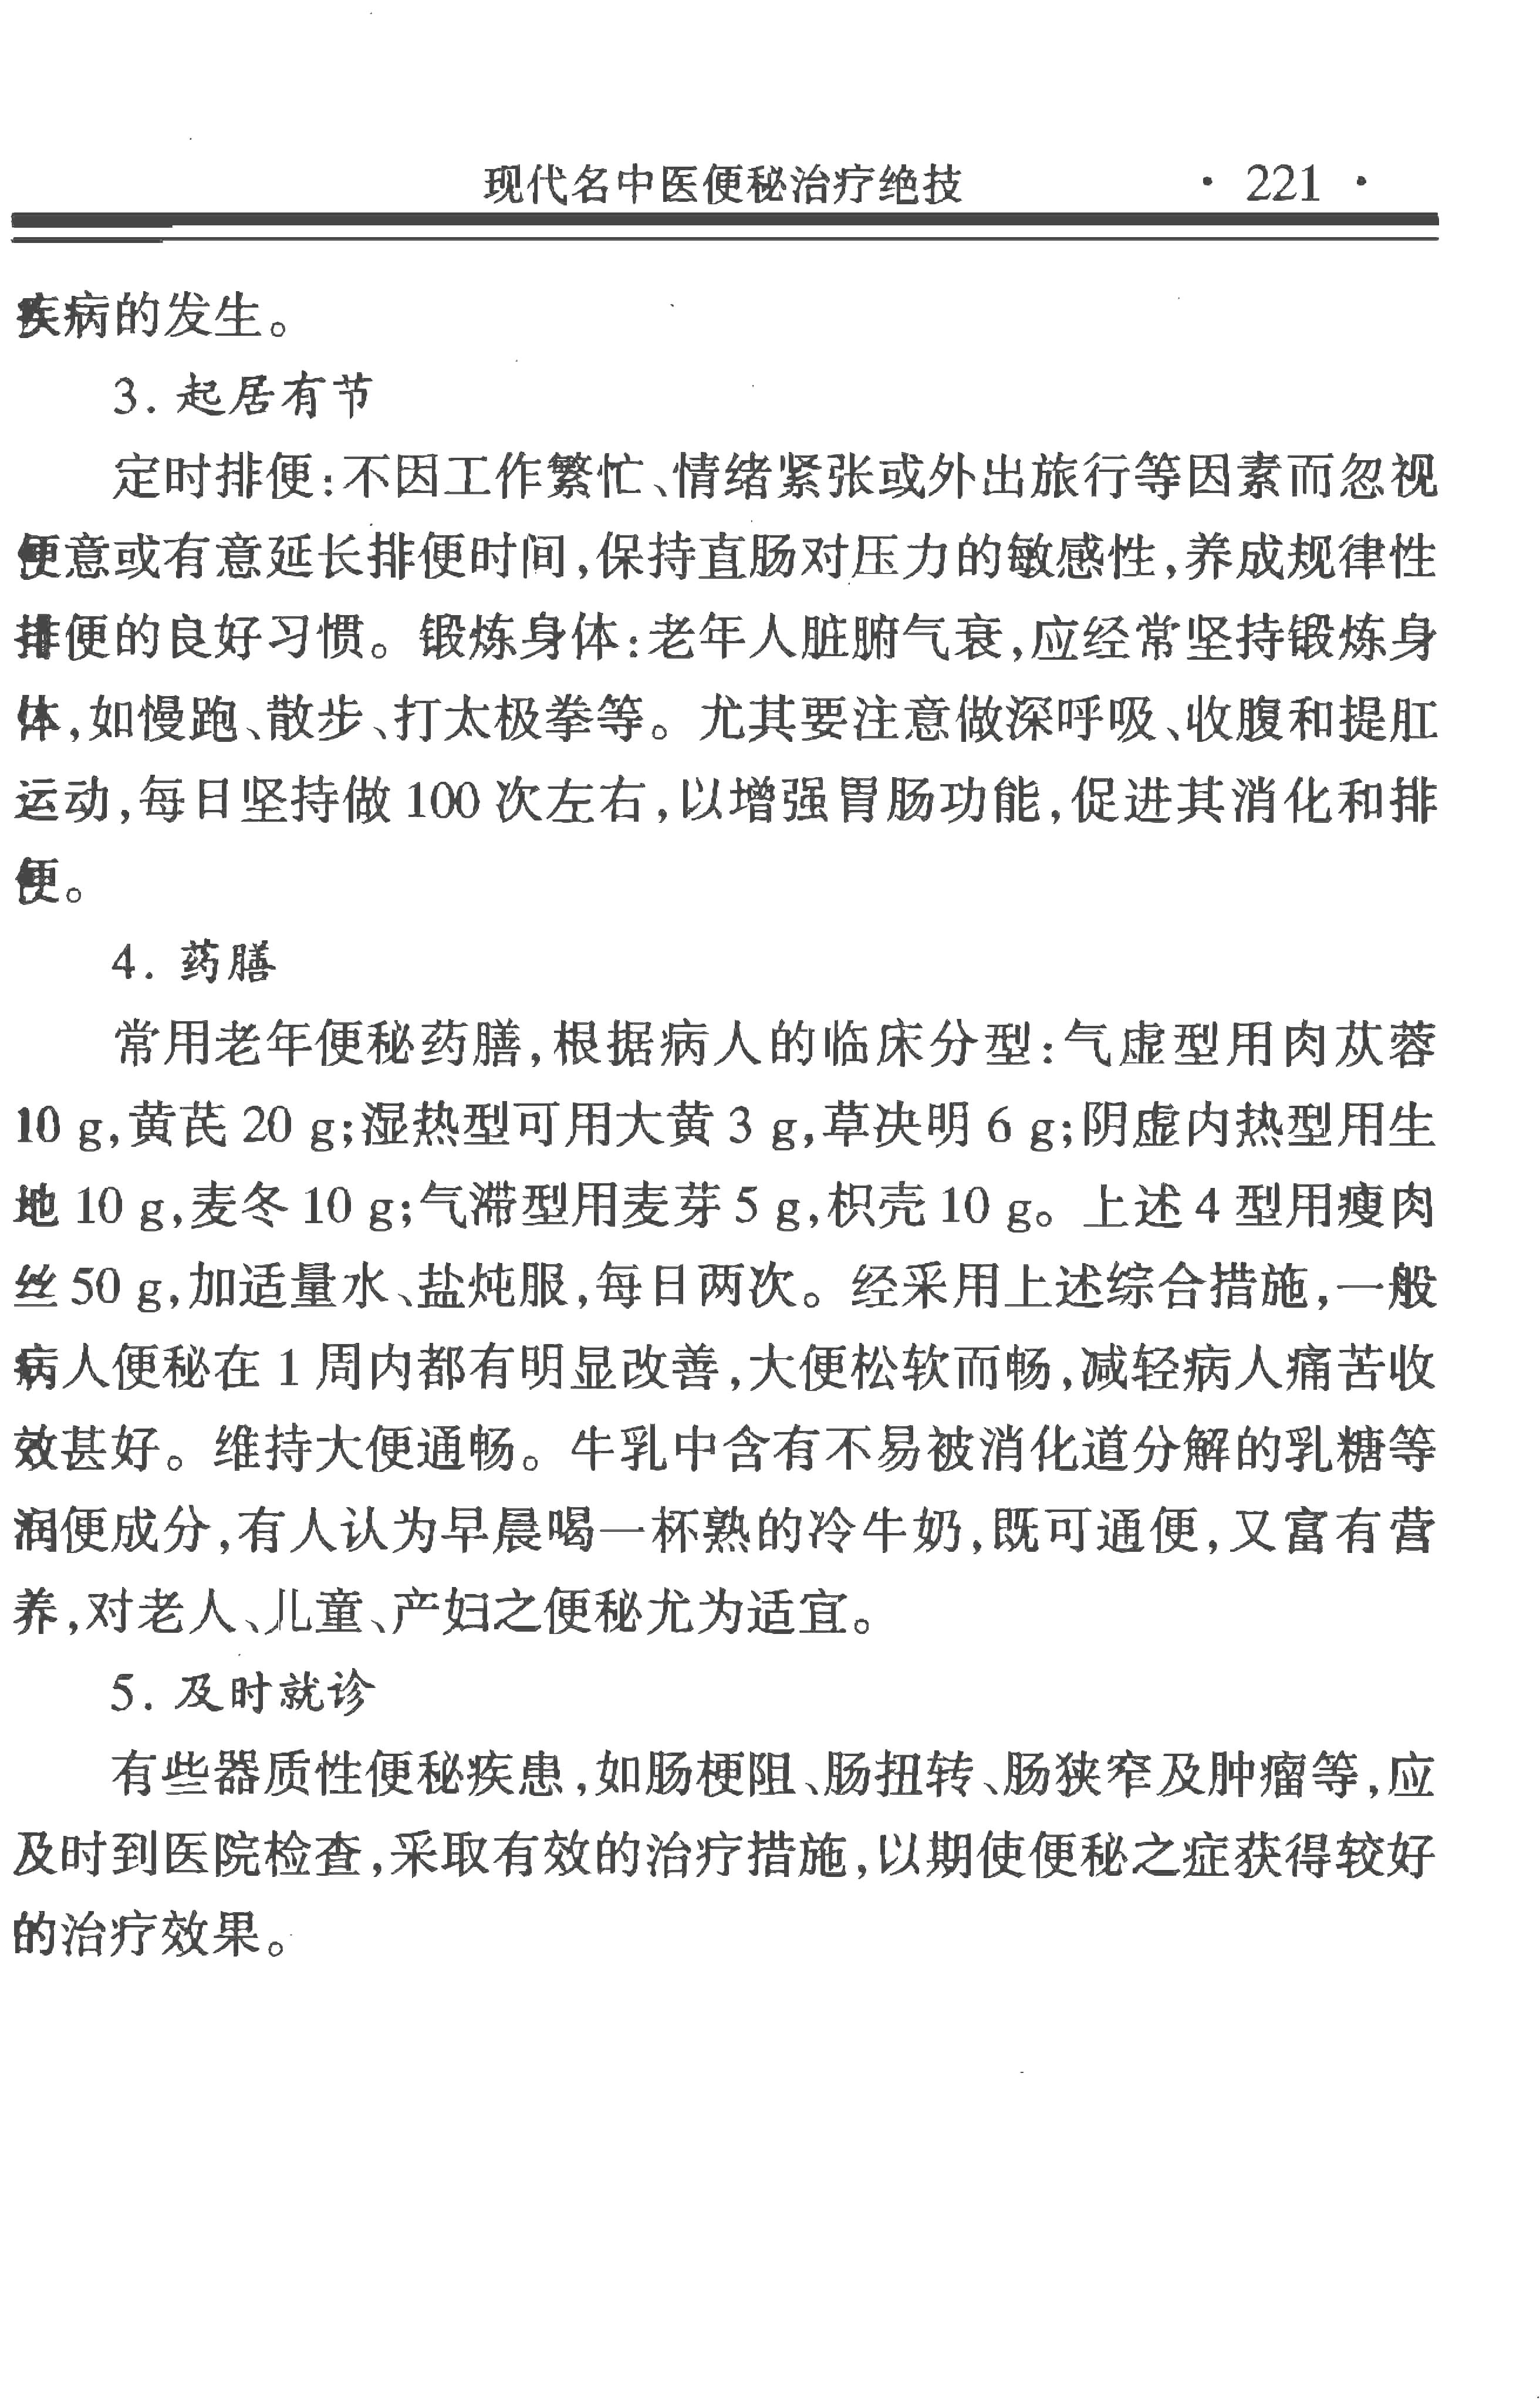 现代名中医便秘治疗绝技 · 221 ·
疾病的发生。
3. 起居有节
定时排便:不因工作繁忙、情绪紧张或外出旅行等因素而忽视
便意或有意延长排便时间,保持直肠对压力的敏感性,养成规律性
排便的良好习惯。锻炼身体:老年人脏腑气衰,应经常坚持锻炼身
体,如慢跑、散步、打太极拳等。尤其要注意做深呼吸、收腹和提肛
运动,每日坚持做 100 次左右,以增强胃肠功能,促进其消化和排
便。
4. 药膳
常用老年便秘药膳,根据病人的临床分型:气虚型用肉苁蓉
10 g,黄芪 20 g;湿热型可用大黄 3 g,草决明 6 g;阴虚内热型用生
地 10 g,麦冬 10 g;气滞型用麦芽 5 g,枳壳 10 g。上述 4 型用瘦肉
丝 50 g,加适量水、盐炖服,每日两次。经采用上述综合措施,一般
病人便秘在 1 周内都有明显改善,大便松软而畅,减轻病人痛苦收
效甚好。维持大便通畅。牛乳中含有不易被消化道分解的乳糖等
润便成分,有人认为早晨喝一杯熟的冷牛奶,既可通便,又富有营
养,对老人、儿童、产妇之便秘尤为适宜。
5. 及时就诊
有些器质性便秘疾患,如肠梗阻、肠扭转、肠狭窄及肿瘤等,应
及时到医院检查,采取有效的治疗措施,以期使便秘之症获得较好
的治疗效果。